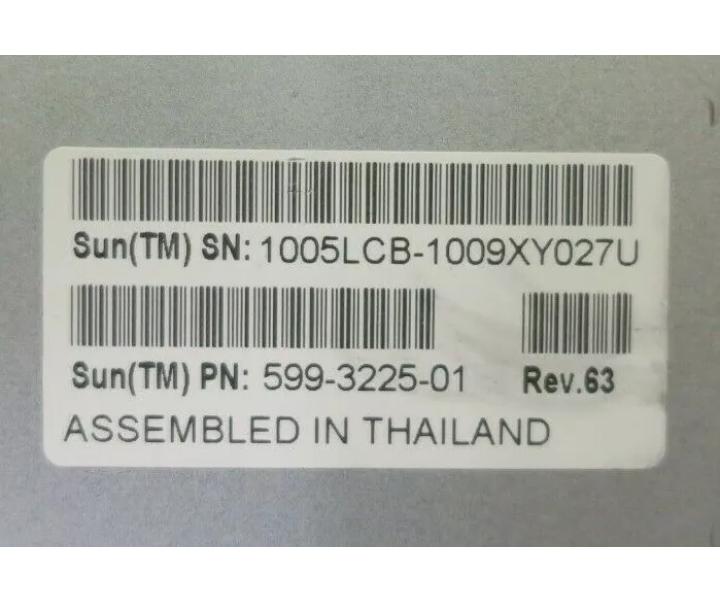 Sun(TM) SN: 1005LCB-1009XY027U
Sun(TM) PN: 599-3225-01 Rev.63
ASSEMBLED IN THAILAND